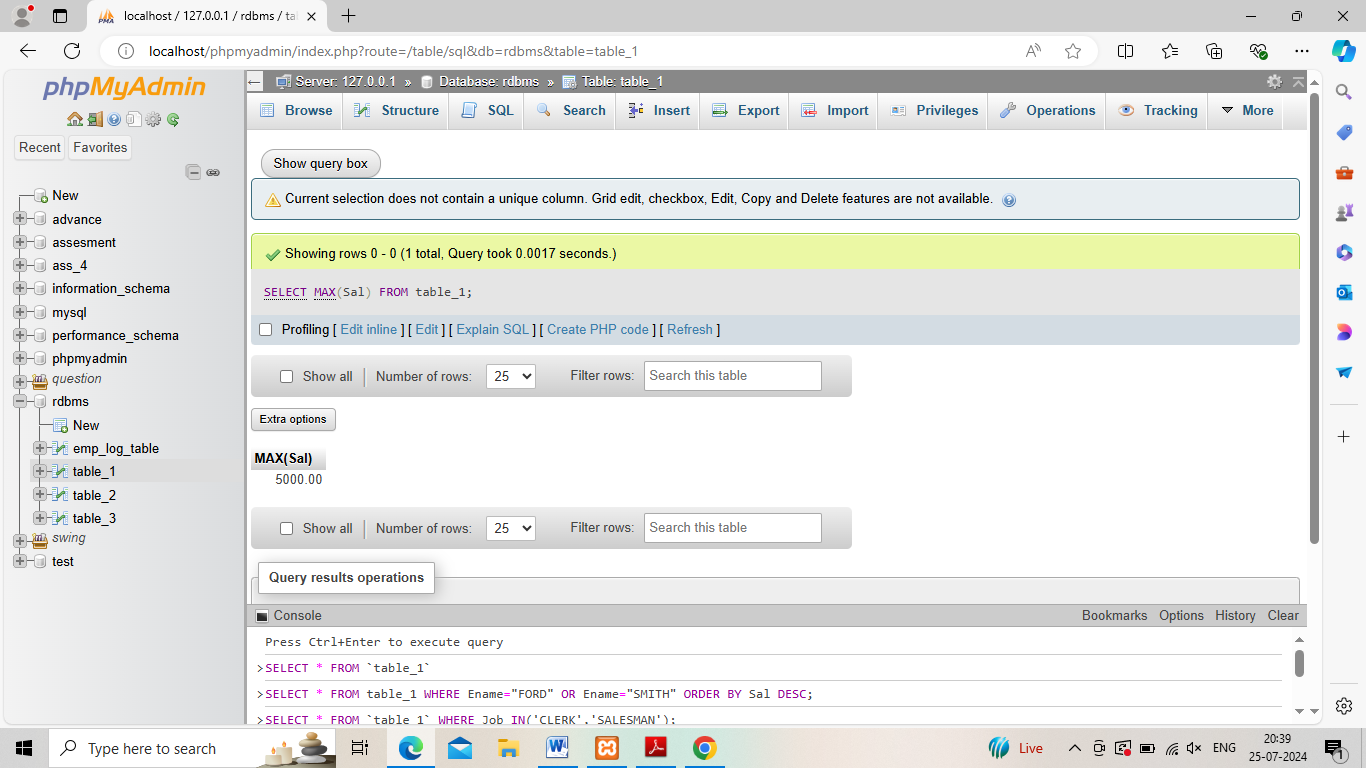 localhost / 127.0.0.1 / rdbms / ta
localhost/phpmyadmin/index.php?route=/table/sql&db=rdbms&table=table_1
phpMyAdmin
Recent Favorites
New
advance
assesment
ass_4
information_schema
mysql
performance_schema
phpmyadmin
question
rdbms
New
emp_log_table
table_1
table_2
table_3
swing
test
Server: 127.0.0.1 » Database: rdbms » Table: table_1
Browse Structure SQL Search Insert Export Import Privileges Operations Tracking More
Show query box
Current selection does not contain a unique column. Grid edit, checkbox, Edit, Copy and Delete features are not available.
Showing rows 0 - 0 (1 total, Query took 0.0017 seconds.)
SELECT MAX(Sal) FROM table_1;
Profiling [ Edit inline ] [ Edit ] [ Explain SQL ] [ Create PHP code ] [ Refresh ]
Show all | Number of rows: 25 Filter rows: Search this table
Extra options
MAX(Sal)
5000.00
Show all | Number of rows: 25 Filter rows: Search this table
Query results operations
Console Bookmarks Options History Clear
Press Ctrl+Enter to execute query
>SELECT * FROM `table_1`
>SELECT * FROM table_1 WHERE Ename="FORD" OR Ename="SMITH" ORDER BY Sal DESC;
>SELECT * FROM `table_1` WHERE Job IN('CLERK','SALESMAN');
Type here to search
Live
ENG
20:39
25-07-2024
1